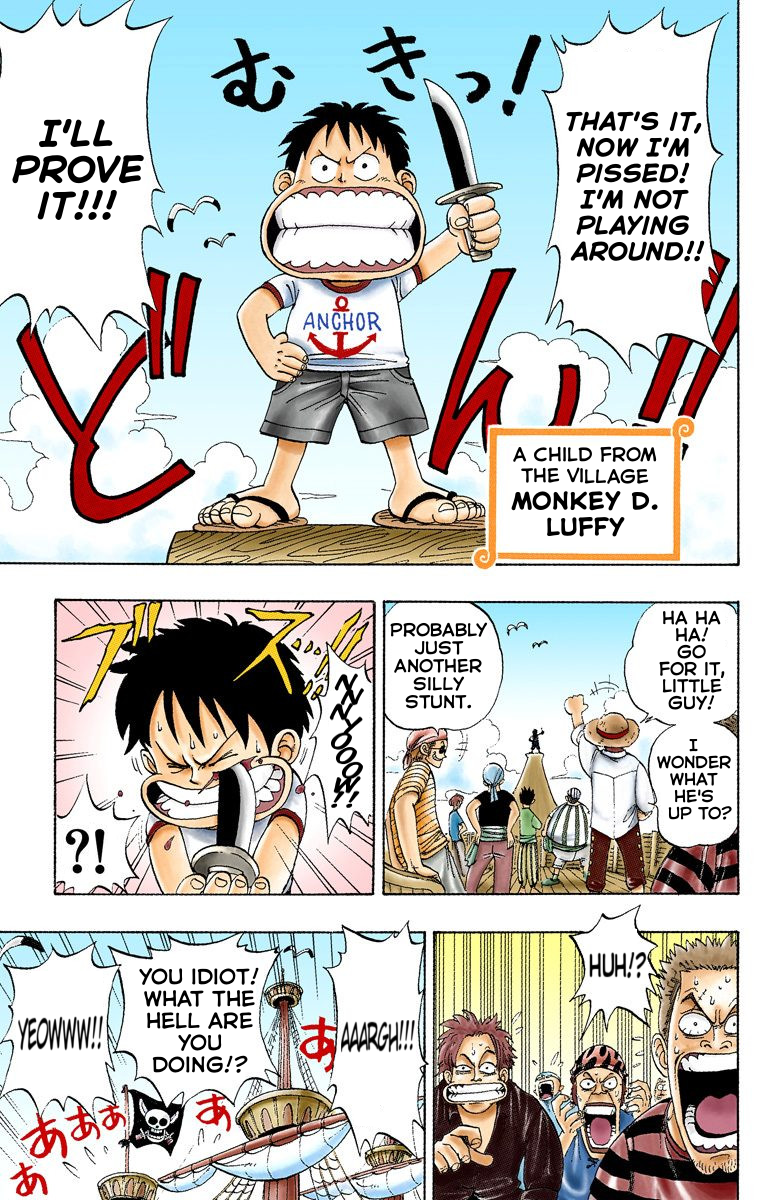 むきっ!
THAT'S IT,
NOW I'M
PISSED!
I'M NOT
PLAYING
AROUND!!
I'LL
PROVE
IT!!!
ANCHOR
どん!!
A CHILD FROM
THE VILLAGE
MONKEY D.
LUFFY
HA HA
HA!
GO
FOR IT,
LITTLE
GUY!
I
WONDER
WHAT
HE'S
UP TO?
PROBABLY
JUST
ANOTHER
SILLY
STUNT.
ブスッ!!
?!
HUH!?
AAARGH!!!
YOU IDIOT!
WHAT THE
HELL ARE
YOU
DOING!?
YEOWWW!!
あ
あ
あ
あ
あ
あ